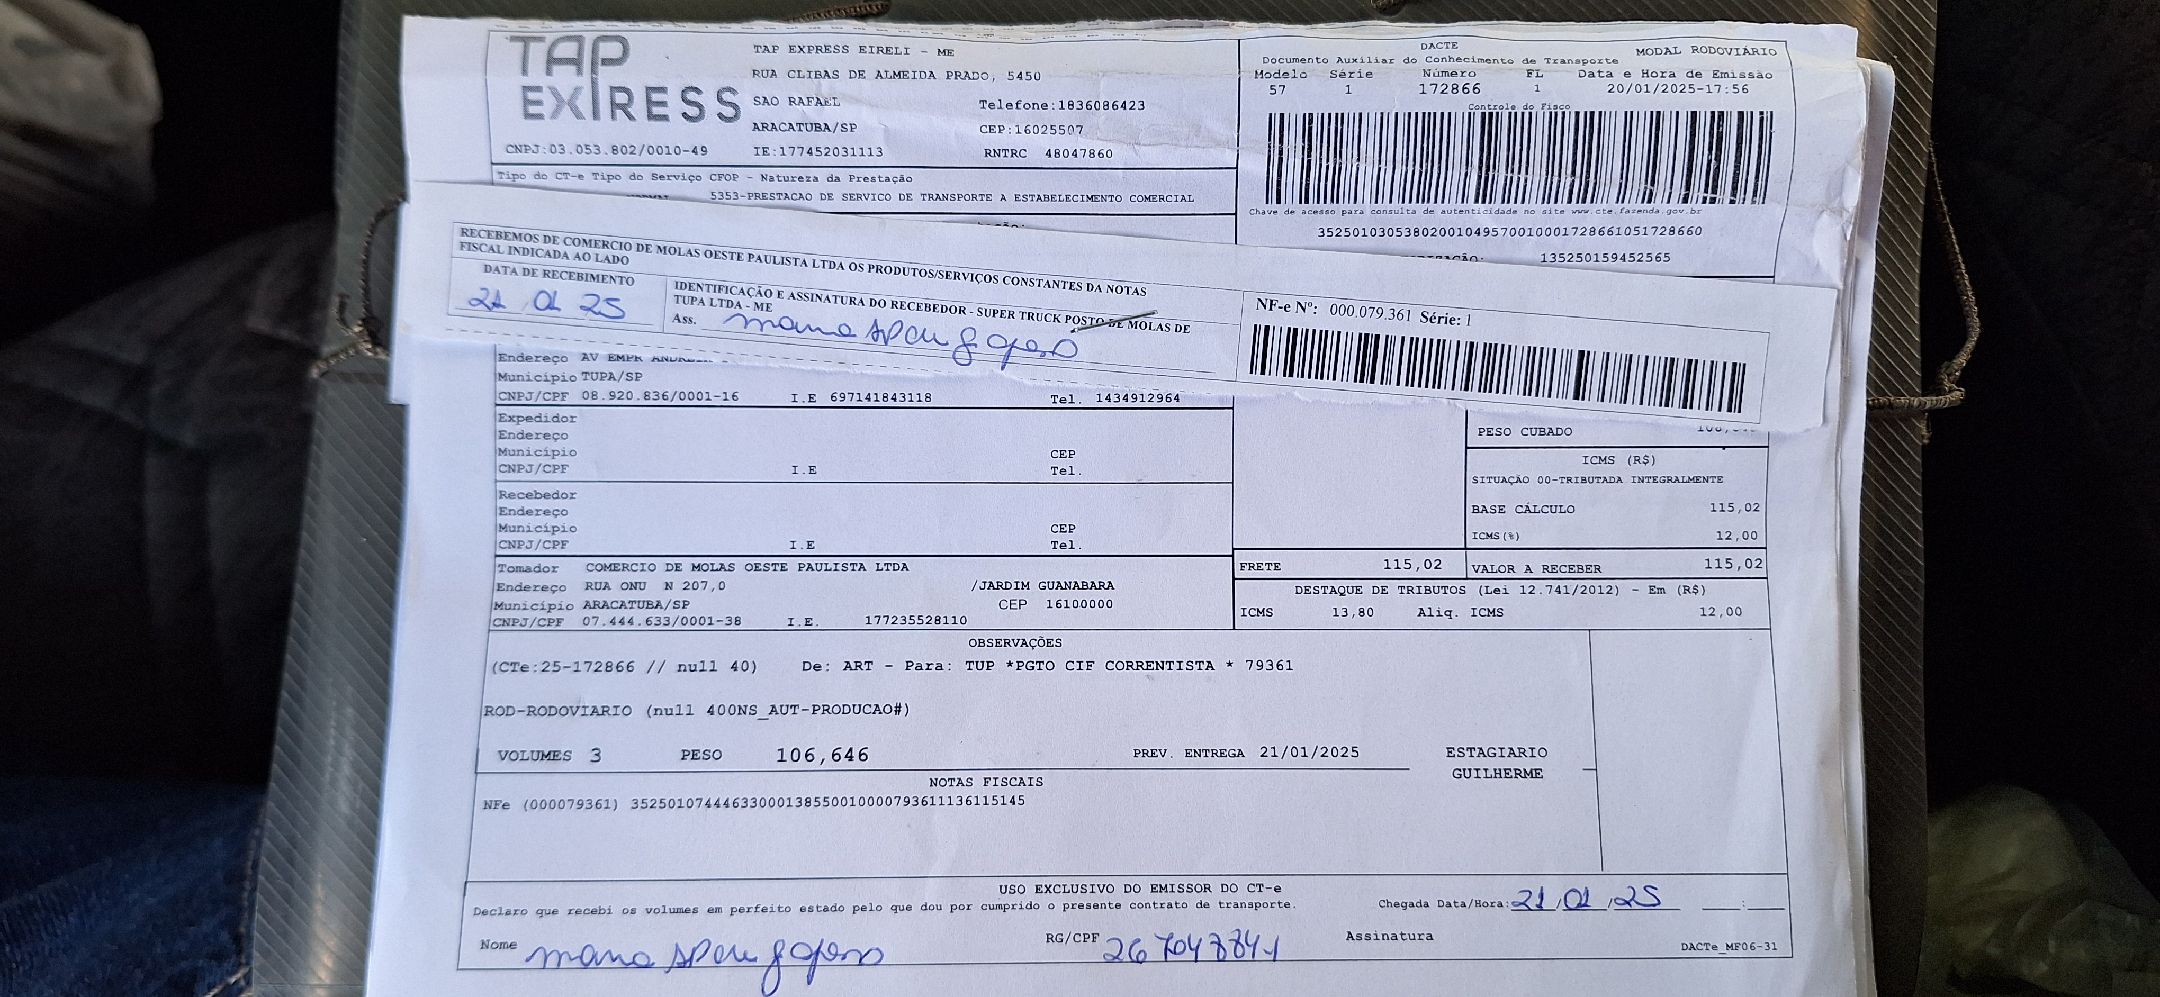 TAP EXPRESS
TAP EXPRESS EIRELI - ME
RUA CLIBAS DE ALMEIDA PRADO, 5450
SAO RAFAEL Telefone:1836086423
ARACATUBA/SP CEP:16025507
CNPJ:03.053.802/0010-49 IE:177452031113 RNTRC 48047860
DACTE MODAL RODOVIÁRIO
Documento Auxiliar do Conhecimento de Transporte
Modelo Série Número FL Data e Hora de Emissão
57 1 172866 1 20/01/2025-17:56
Controle do Fisco
Tipo do CT-e Tipo do Serviço CFOP - Natureza da Prestação
5353-PRESTACAO DE SERVICO DE TRANSPORTE A ESTABELECIMENTO COMERCIAL
Chave de acesso para consulta de autenticidade no site www.cte.fazenda.gov.br
35250103053802001049570010001728661051728660
135250159452565
RECEBEMOS DE COMERCIO DE MOLAS OESTE PAULISTA LTDA OS PRODUTOS/SERVIÇOS CONSTANTES DA NOTAS
FISCAL INDICADA AO LADO
DATA DE RECEBIMENTO
21 01 25
IDENTIFICAÇÃO E ASSINATURA DO RECEBEDOR - SUPER TRUCK POSTO DE MOLAS DE
TUPA LTDA - ME
Ass.
NF-e Nº: 000.079.361 Série: 1
Endereço AV EMPR
Município TUPA/SP
CNPJ/CPF 08.920.836/0001-16 I.E 697141843118 Tel. 1434912964
Expedidor
Endereço
Município CEP
CNPJ/CPF I.E Tel.
Recebedor
Endereço
Município CEP
CNPJ/CPF I.E Tel.
PESO CUBADO
ICMS (R$)
SITUAÇÃO 00-TRIBUTADA INTEGRALMENTE
BASE CÁLCULO 115,02
ICMS(%) 12,00
Tomador COMERCIO DE MOLAS OESTE PAULISTA LTDA
Endereço RUA ONU N 207,0 /JARDIM GUANABARA
Município ARACATUBA/SP CEP 16100000
CNPJ/CPF 07.444.633/0001-38 I.E. 177235528110
FRETE 115,02 VALOR A RECEBER 115,02
DESTAQUE DE TRIBUTOS (Lei 12.741/2012) - Em (R$)
ICMS 13,80 Aliq. ICMS 12,00
OBSERVAÇÕES
(CTe:25-172866 // null 40) De: ART - Para: TUP *PGTO CIF CORRENTISTA * 79361
ROD-RODOVIARIO (null 400NS_AUT-PRODUCAO#)
VOLUMES 3 PESO 106,646 PREV. ENTREGA 21/01/2025 ESTAGIARIO
GUILHERME
NOTAS FISCAIS
NFe (000079361) 35250107444633000138550010000793611136115145
USO EXCLUSIVO DO EMISSOR DO CT-e
Declaro que recebi os volumes em perfeito estado pelo que dou por cumprido o presente contrato de transporte. Chegada Data/Hora: 21 01 25
Nome RG/CPF Assinatura DACTe_MF06-31